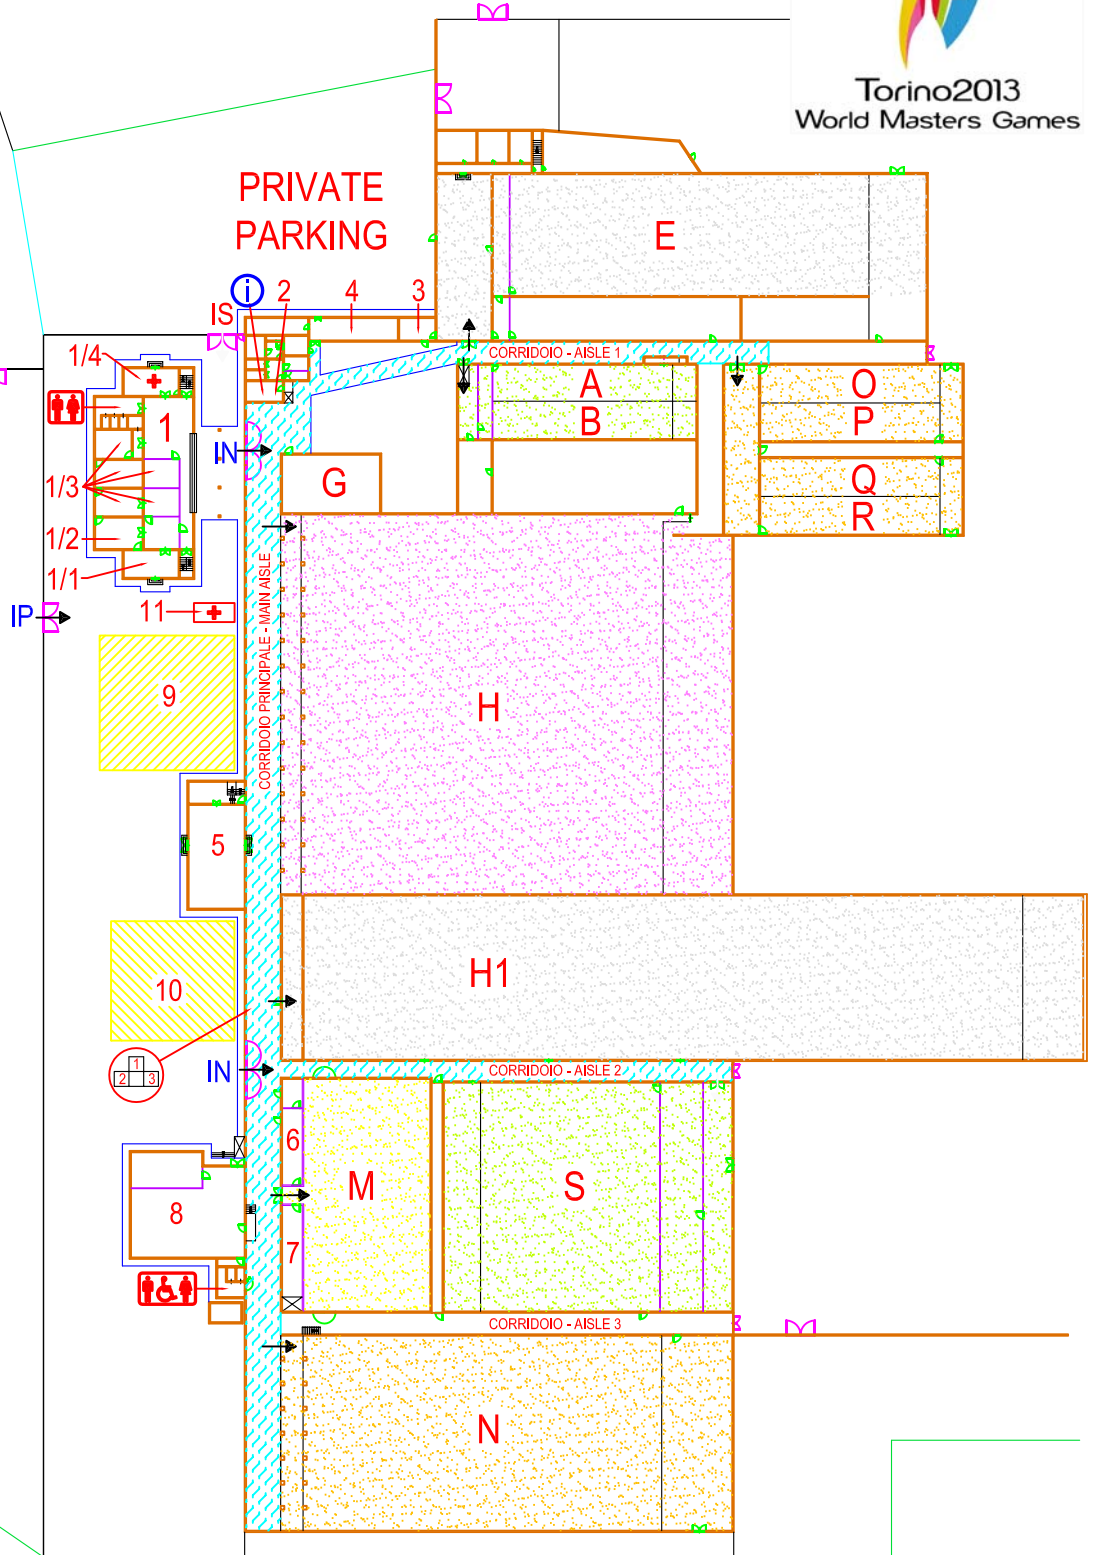 Torino2013
World Masters Games
PRIVATE
PARKING
E
i
2
4
3
IS
CORRIDOIO - AISLE 1
1/4
A
B
O
P
1
IN
G
Q
R
1/3
1/2
1/1
11
IP
CORRIDOIO PRINCIPALE - MAIN AISLE
9
H
5
H1
10
1
2
3
IN
CORRIDOIO - AISLE 2
6
M
S
8
7
CORRIDOIO - AISLE 3
N